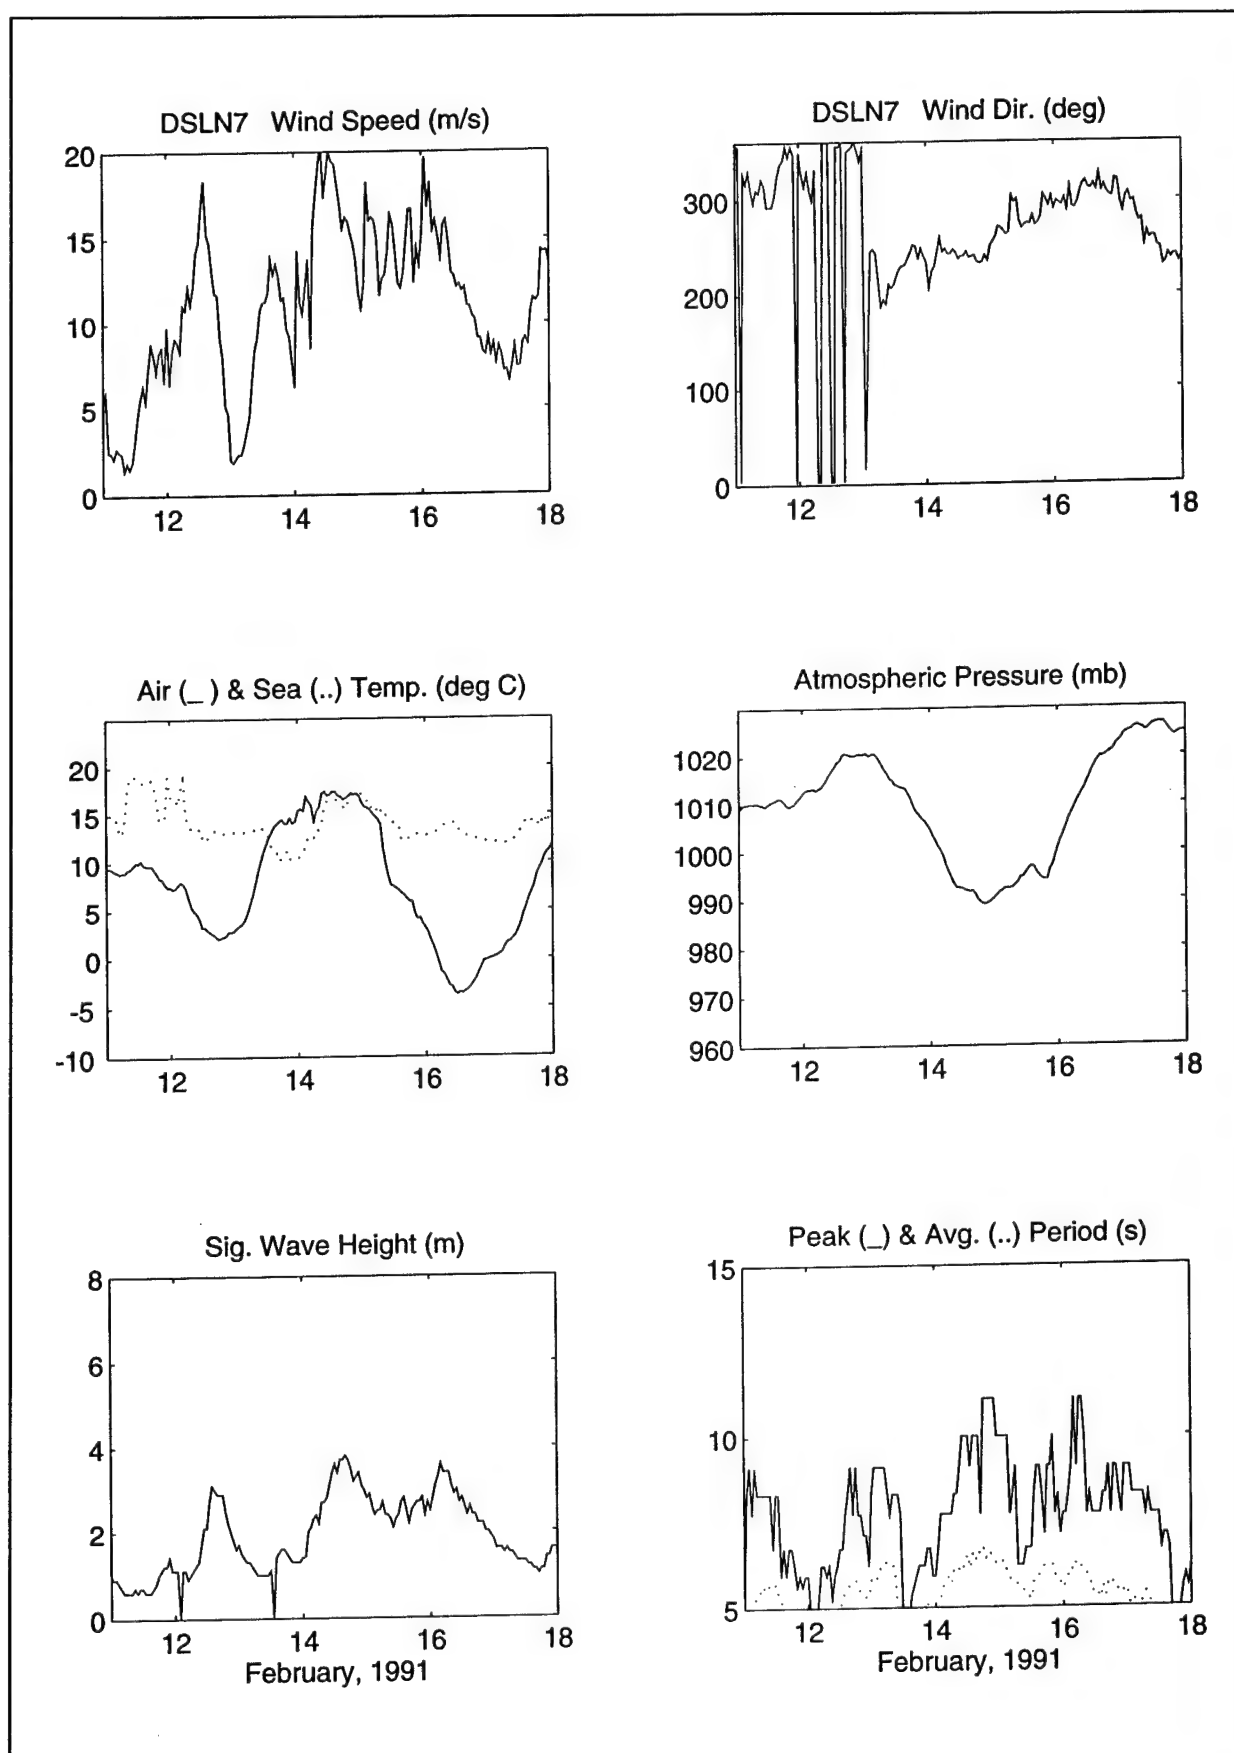 DSLN7 Wind Speed (m/s)
20
15
10
5
0
12 14 16 18
DSLN7 Wind Dir. (deg)
300
200
100
0
12 14 16 18
Air (_ ) & Sea (..) Temp. (deg C)
20
15
10
5
0
-5
-10
12 14 16 18
Atmospheric Pressure (mb)
1020
1010
1000
990
980
970
960
12 14 16 18
Sig. Wave Height (m)
8
6
4
2
0
12 14 16 18
February, 1991
Peak (_) & Avg. (..) Period (s)
15
10
5
12 14 16 18
February, 1991